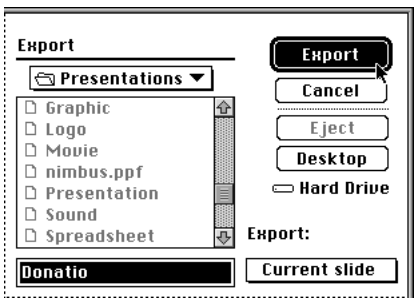 Export
Presentations
Graphic
Logo
Movie
nimbus.ppf
Presentation
Sound
Spreadsheet
Donatio
Export
Cancel
Eject
Desktop
Hard Drive
Export:
Current slide